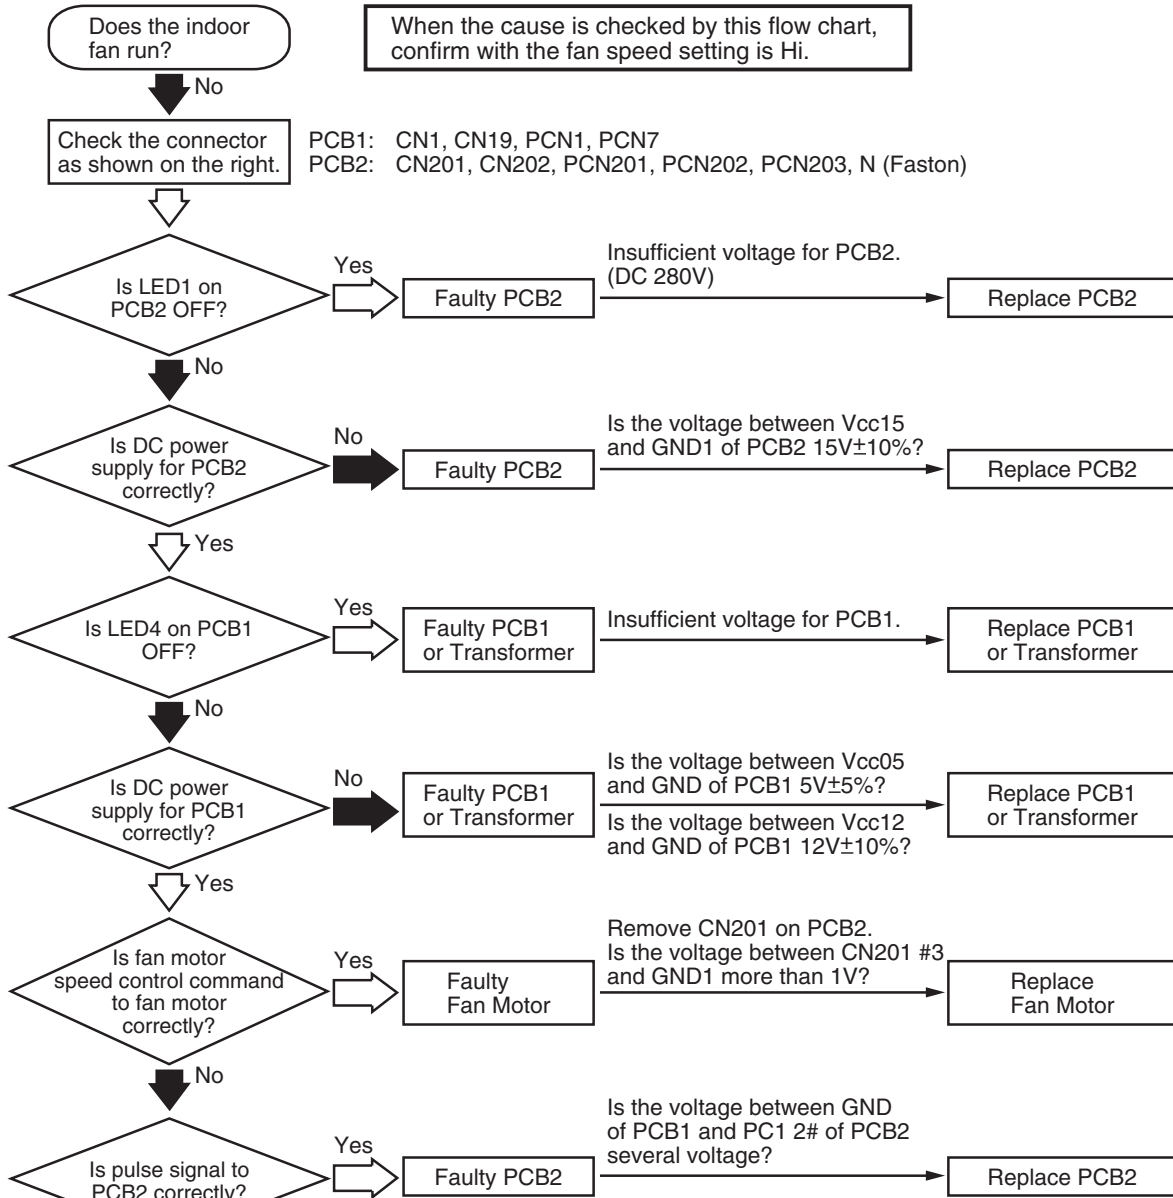 Does the indoor
fan run?
When the cause is checked by this flow chart,
confirm with the fan speed setting is Hi.
No
Check the connector
as shown on the right.
PCB1: CN1, CN19, PCN1, PCN7
PCB2: CN201, CN202, PCN201, PCN202, PCN203, N (Faston)
Is LED1 on
PCB2 OFF?
Yes
Faulty PCB2
Insufficient voltage for PCB2.
(DC 280V)
Replace PCB2
No
Is DC power
supply for PCB2
correctly?
No
Faulty PCB2
Is the voltage between Vcc15
and GND1 of PCB2 15V±10%?
Replace PCB2
Yes
Is LED4 on PCB1
OFF?
Yes
Faulty PCB1
or Transformer
Insufficient voltage for PCB1.
Replace PCB1
or Transformer
No
Is DC power
supply for PCB1
correctly?
No
Faulty PCB1
or Transformer
Is the voltage between Vcc05
and GND of PCB1 5V±5%?
Is the voltage between Vcc12
and GND of PCB1 12V±10%?
Replace PCB1
or Transformer
Yes
Is fan motor
speed control command
to fan motor
correctly?
Yes
Faulty
Fan Motor
Remove CN201 on PCB2.
Is the voltage between CN201 #3
and GND1 more than 1V?
Replace
Fan Motor
No
Is pulse signal to
PCB2 correctly?
Yes
Faulty PCB2
Is the voltage between GND
of PCB1 and PC1 2# of PCB2
several voltage?
Replace PCB2